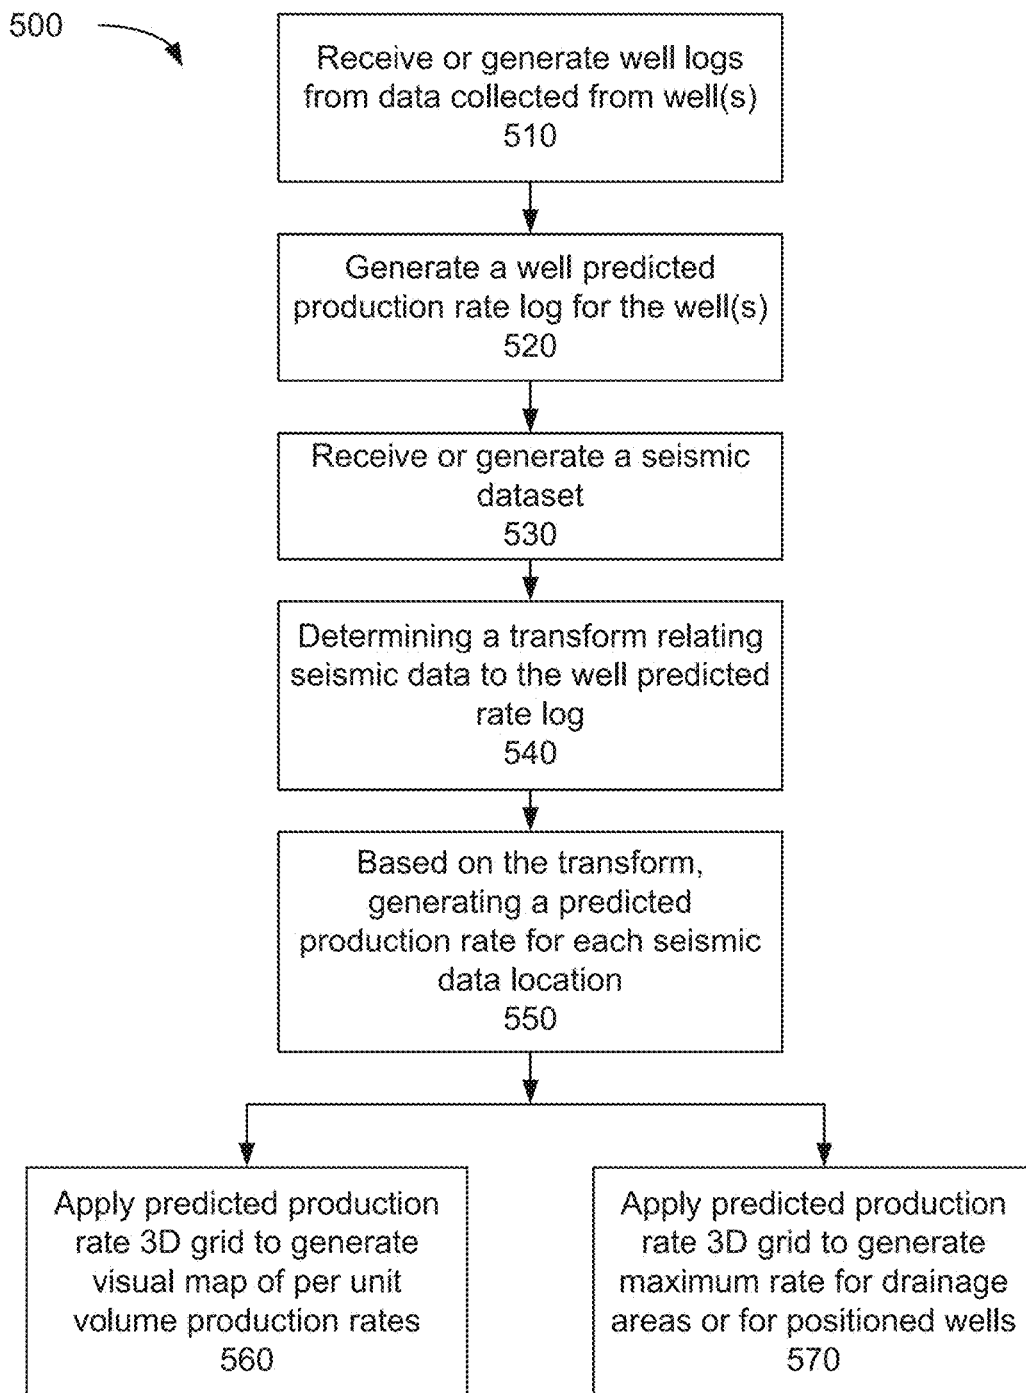 500
Receive or generate well logs
from data collected from well(s)
510
Generate a well predicted
production rate log for the well(s)
520
Receive or generate a seismic
dataset
530
Determining a transform relating
seismic data to the well predicted
rate log
540
Based on the transform,
generating a predicted
production rate for each seismic
data location
550
Apply predicted production
rate 3D grid to generate
visual map of per unit
volume production rates
560
Apply predicted production
rate 3D grid to generate
maximum rate for drainage
areas or for positioned wells
570